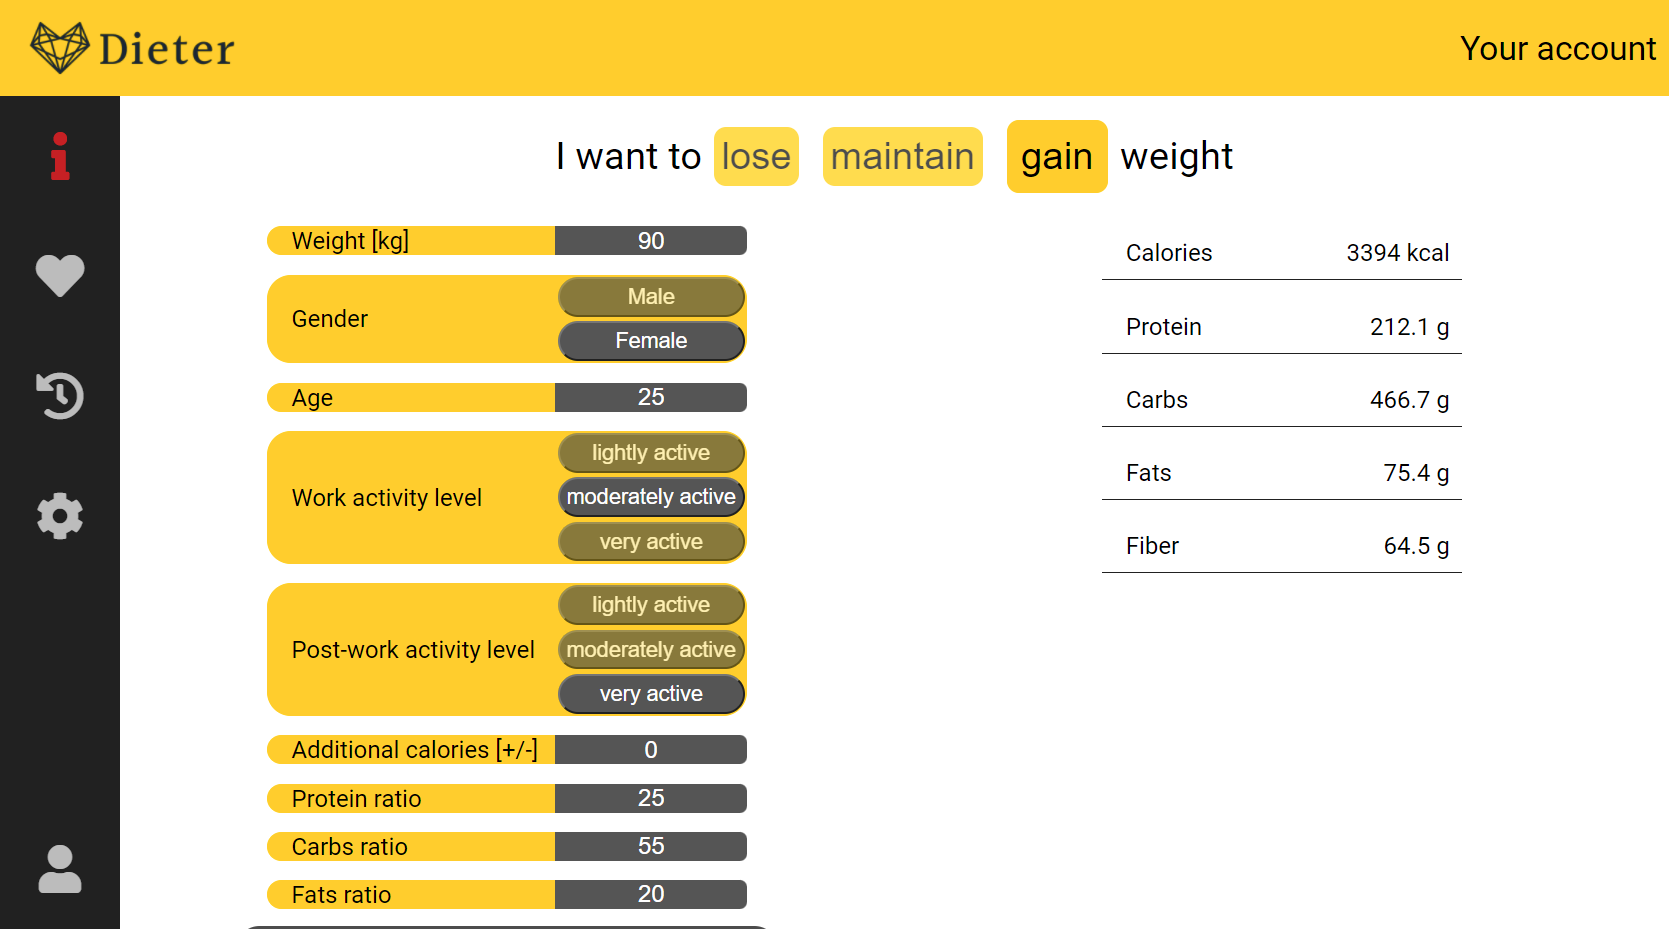 Dieter
Your account
I want to lose maintain gain weight
Weight [kg] 90
Gender
Male
Female
Age 25
Work activity level
lightly active
moderately active
very active
Post-work activity level
lightly active
moderately active
very active
Additional calories [+/-] 0
Protein ratio 25
Carbs ratio 55
Fats ratio 20
Calories 3394 kcal
Protein 212.1 g
Carbs 466.7 g
Fats 75.4 g
Fiber 64.5 g